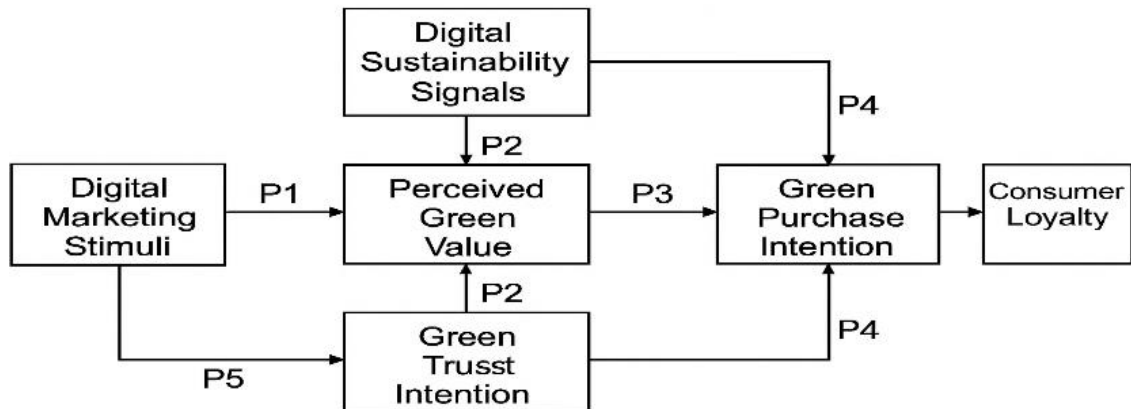 Digital
Sustainability
Signals
P4
P2
Digital
Marketing
Stimuli
P1
Perceived
Green
Value
P3
Green
Purchase
Intention
Consumer
Loyalty
P2
P4
P5
Green
Trusst
Intention